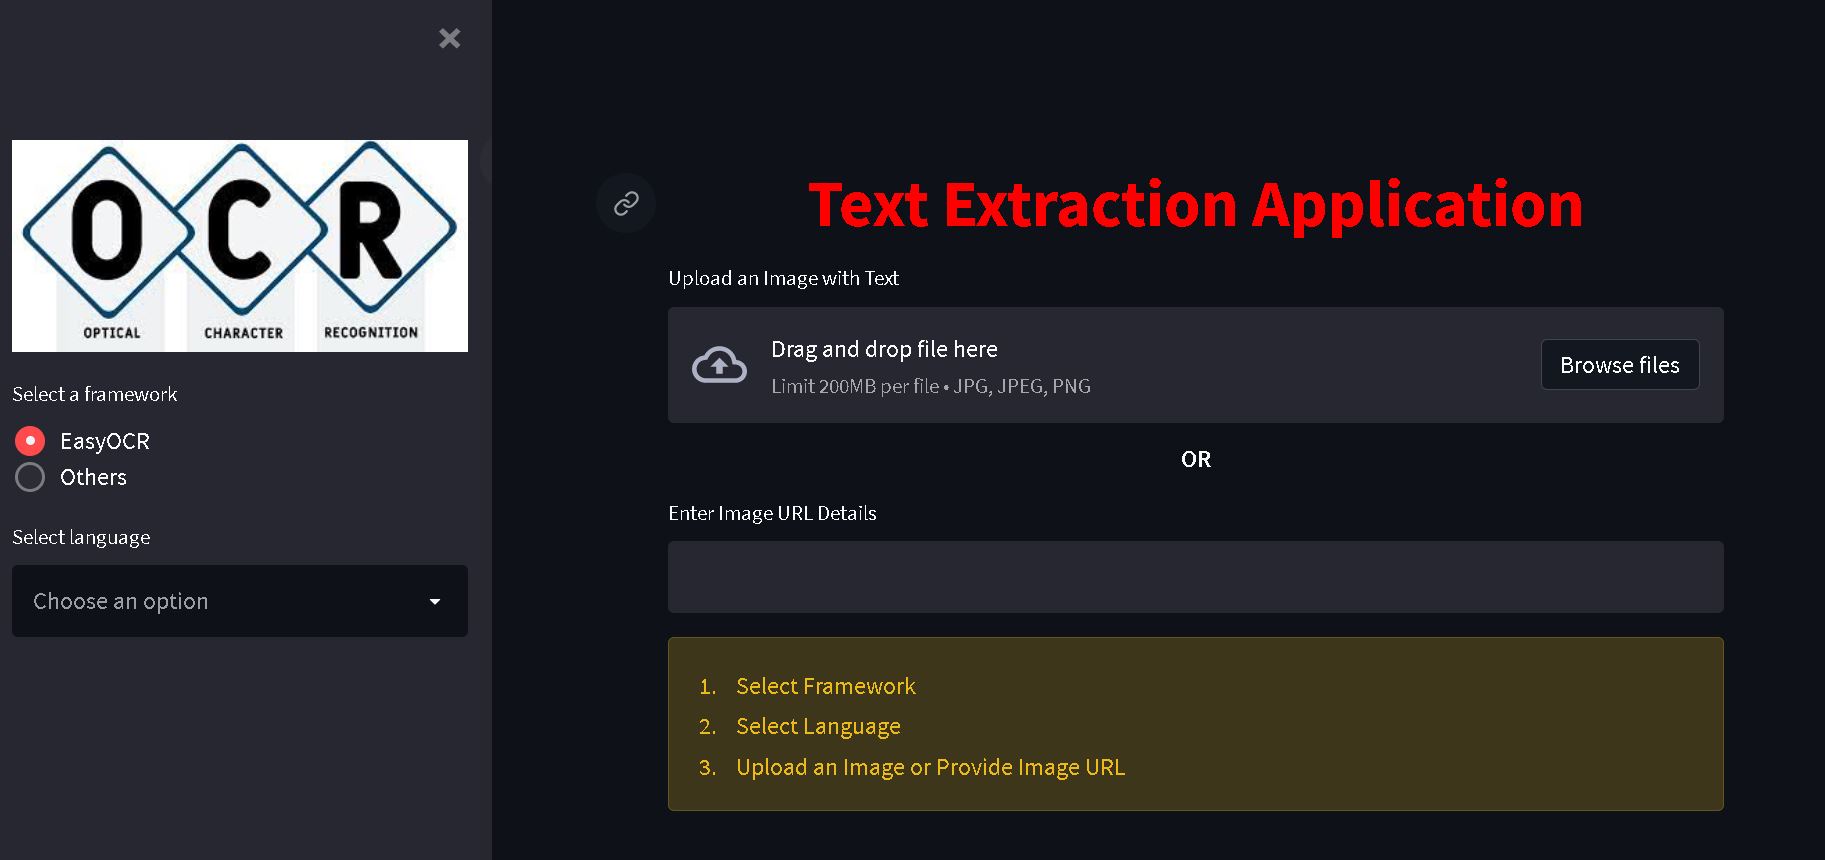 OCR
OPTICAL CHARACTER RECOGNITION
Select a framework
EasyOCR
Others
Select language
Choose an option
Text Extraction Application
Upload an Image with Text
Drag and drop file here
Limit 200MB per file • JPG, JPEG, PNG
Browse files
OR
Enter Image URL Details
1. Select Framework
2. Select Language
3. Upload an Image or Provide Image URL